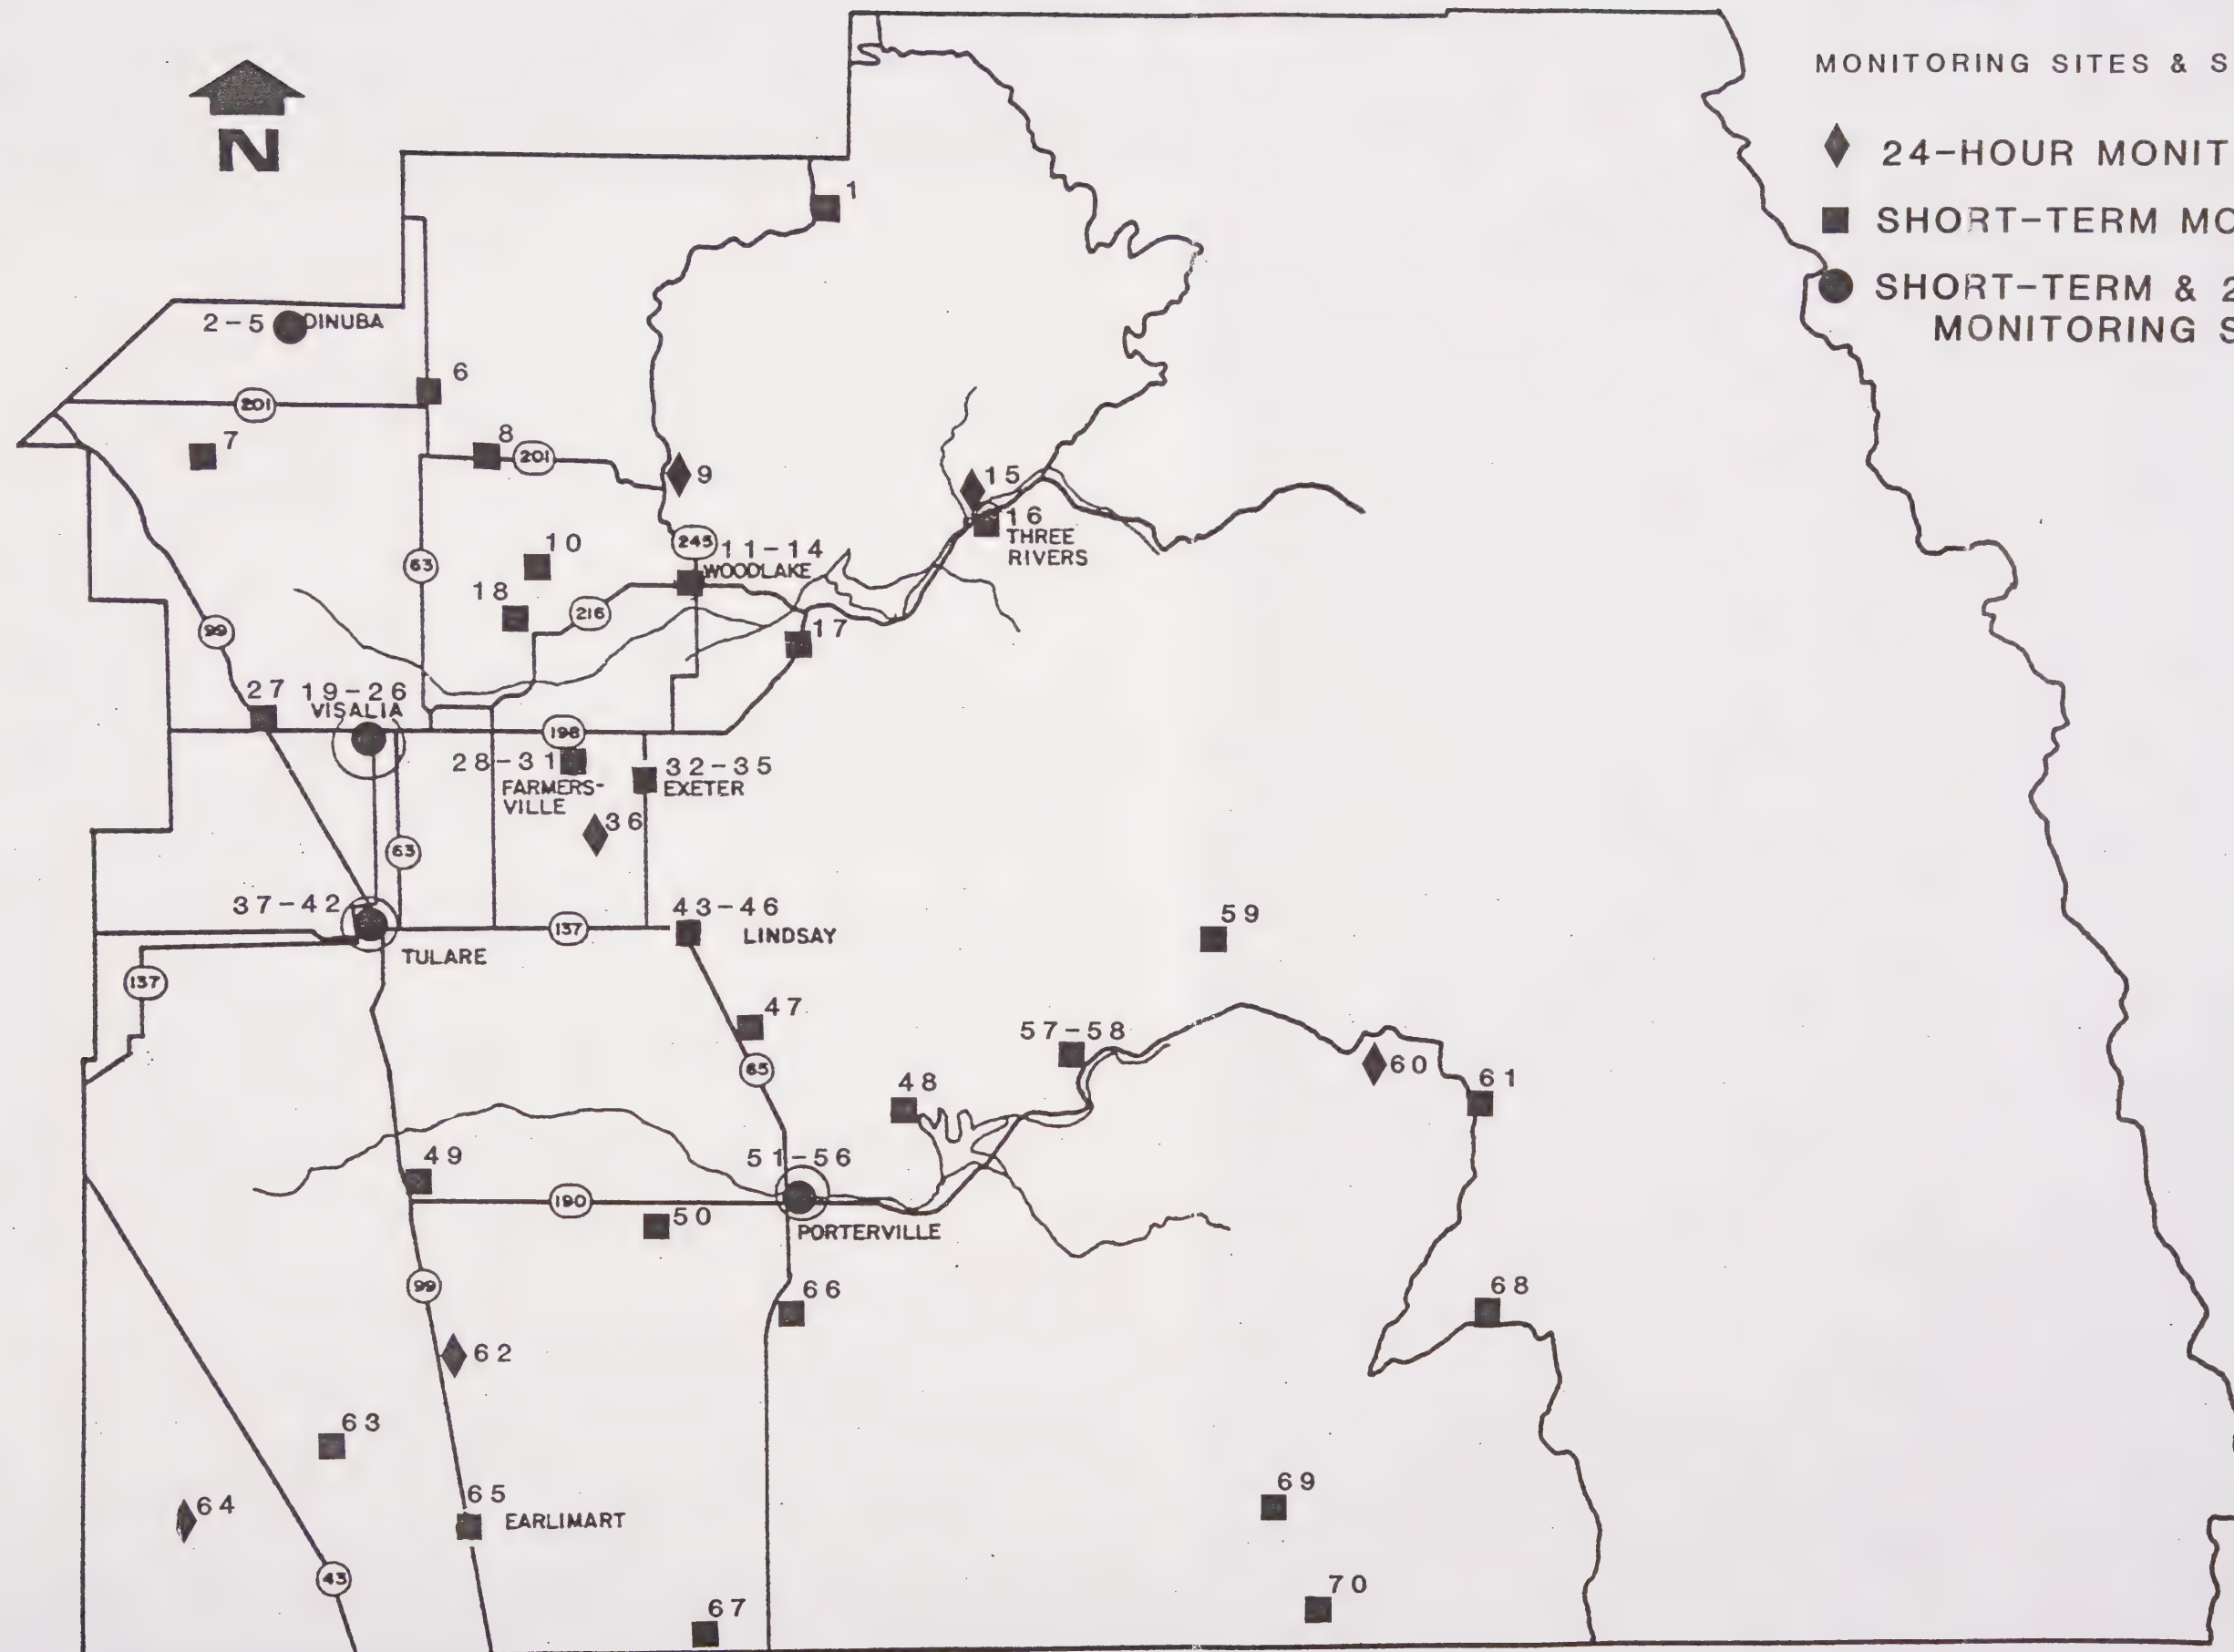 MONITORING SITES & S
24-HOUR MONIT
SHORT-TERM MO
SHORT-TERM & 2
MONITORING S
N
1
2-5
DINUBA
6
201
7
8
201
9
15
16
THREE
RIVERS
10
245
11-14
WOODLAKE
63
18
216
17
99
27
19-26
VISALIA
198
28-31
FARMERS-
VILLE
32-35
EXETER
36
63
37-42
TULARE
137
43-46
LINDSAY
59
137
47
65
57-58
60
61
48
49
51-56
190
50
PORTERVILLE
99
66
68
62
63
64
65
EARLIMART
69
43
67
70